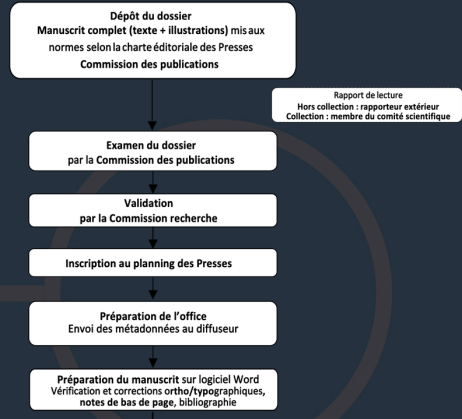 Dépôt du dossier
Manuscrit complet (texte + illustrations) mis aux
normes selon la charte éditoriale des Presses
Commission des publications
Rapport de lecture
Hors collection : rapporteur extérieur
Collection : membre du comité scientifique
Examen du dossier
par la Commission des publications
Validation
par la Commission recherche
Inscription au planning des Presses
Préparation de l'office
Envoi des métadonnées au diffuseur
Préparation du manuscrit sur logiciel Word
Vérification et corrections ortho/typographiques,
notes de bas de page, bibliographie